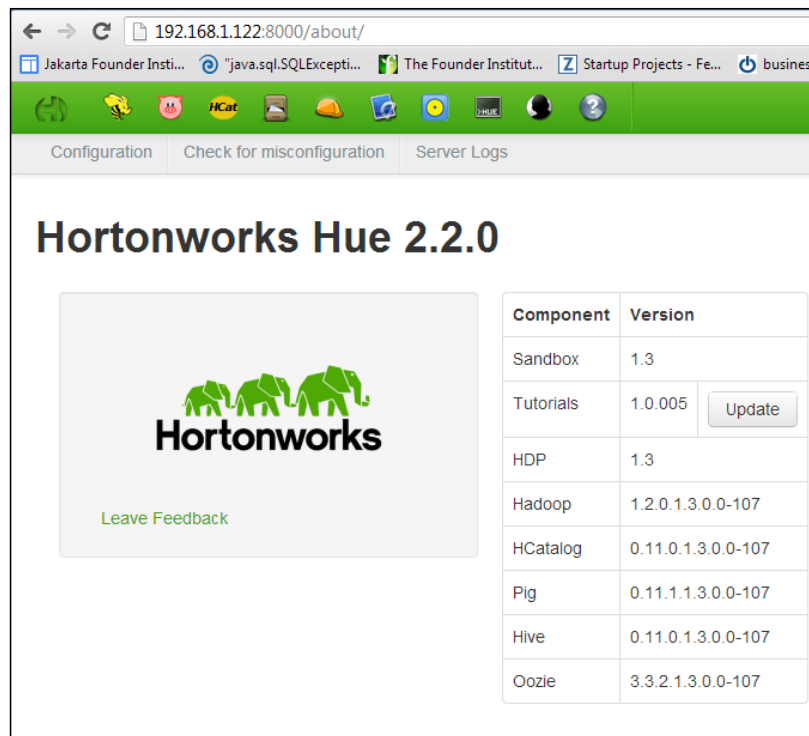 192.168.1.122:8000/about/
Jakarta Founder Insti... "java.sql.SQLExcepti... The Founder Institut... Startup Projects - Fe... busines
HCat >HUE ?
Configuration Check for misconfiguration Server Logs
Hortonworks Hue 2.2.0
Component Version
Sandbox 1.3
Tutorials 1.0.005 Update
HDP 1.3
Hadoop 1.2.0.1.3.0.0-107
HCatalog 0.11.0.1.3.0.0-107
Pig 0.11.1.1.3.0.0-107
Hive 0.11.0.1.3.0.0-107
Oozie 3.3.2.1.3.0.0-107
Hortonworks
Leave Feedback